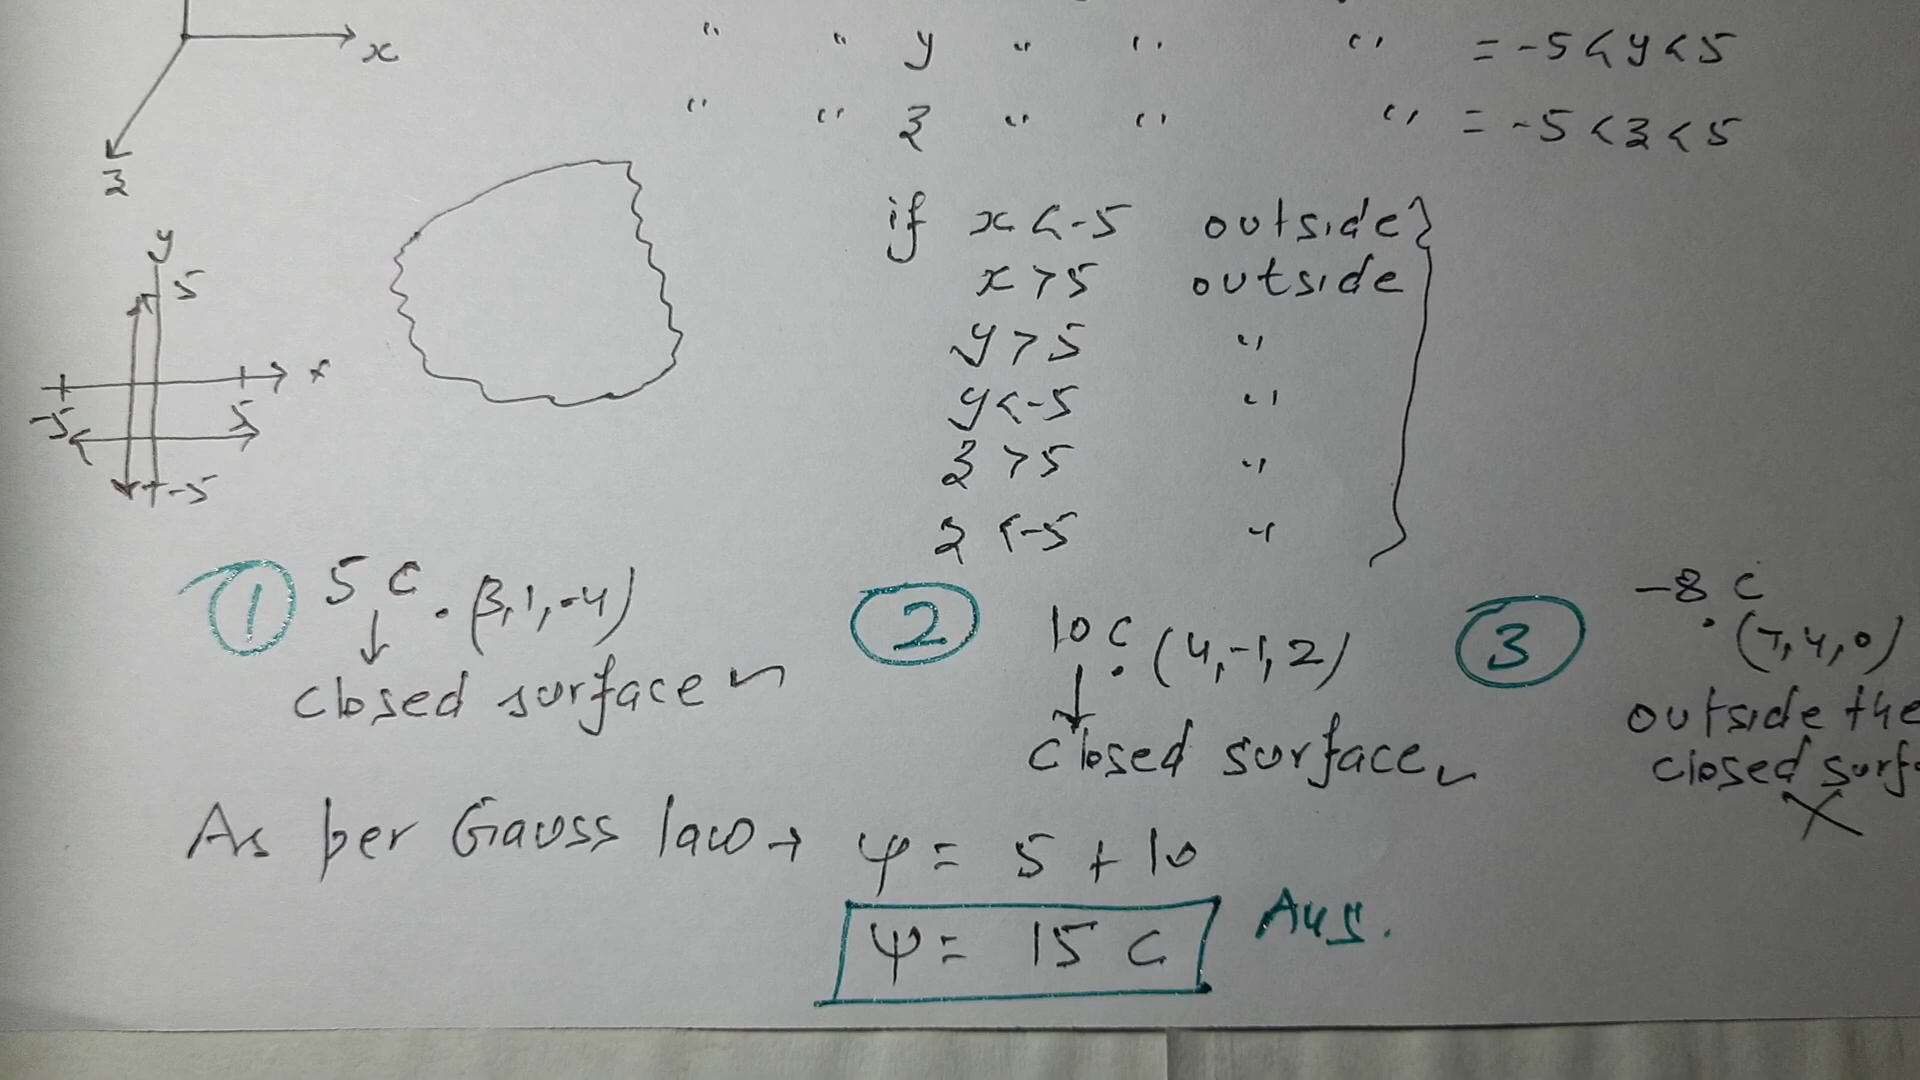 x
" " y " " " = -5 < y < 5
" " z " " " = -5 < z < 5
z
if x < -5 outside }
x > 5 outside
y > 5 "
y < -5 "
z > 5 "
z < -5 "
y
5
x
-5 5
-5
① 5 C . (3, 1, -4)
↓
closed surface ✓
② 10 C . (4, -1, 2)
↓
closed surface ✓
③ -8 C
. (7, 4, 0)
outside the
closed surf
X
As per Gauss law → ψ = 5 + 10
ψ = 15 C Ans.